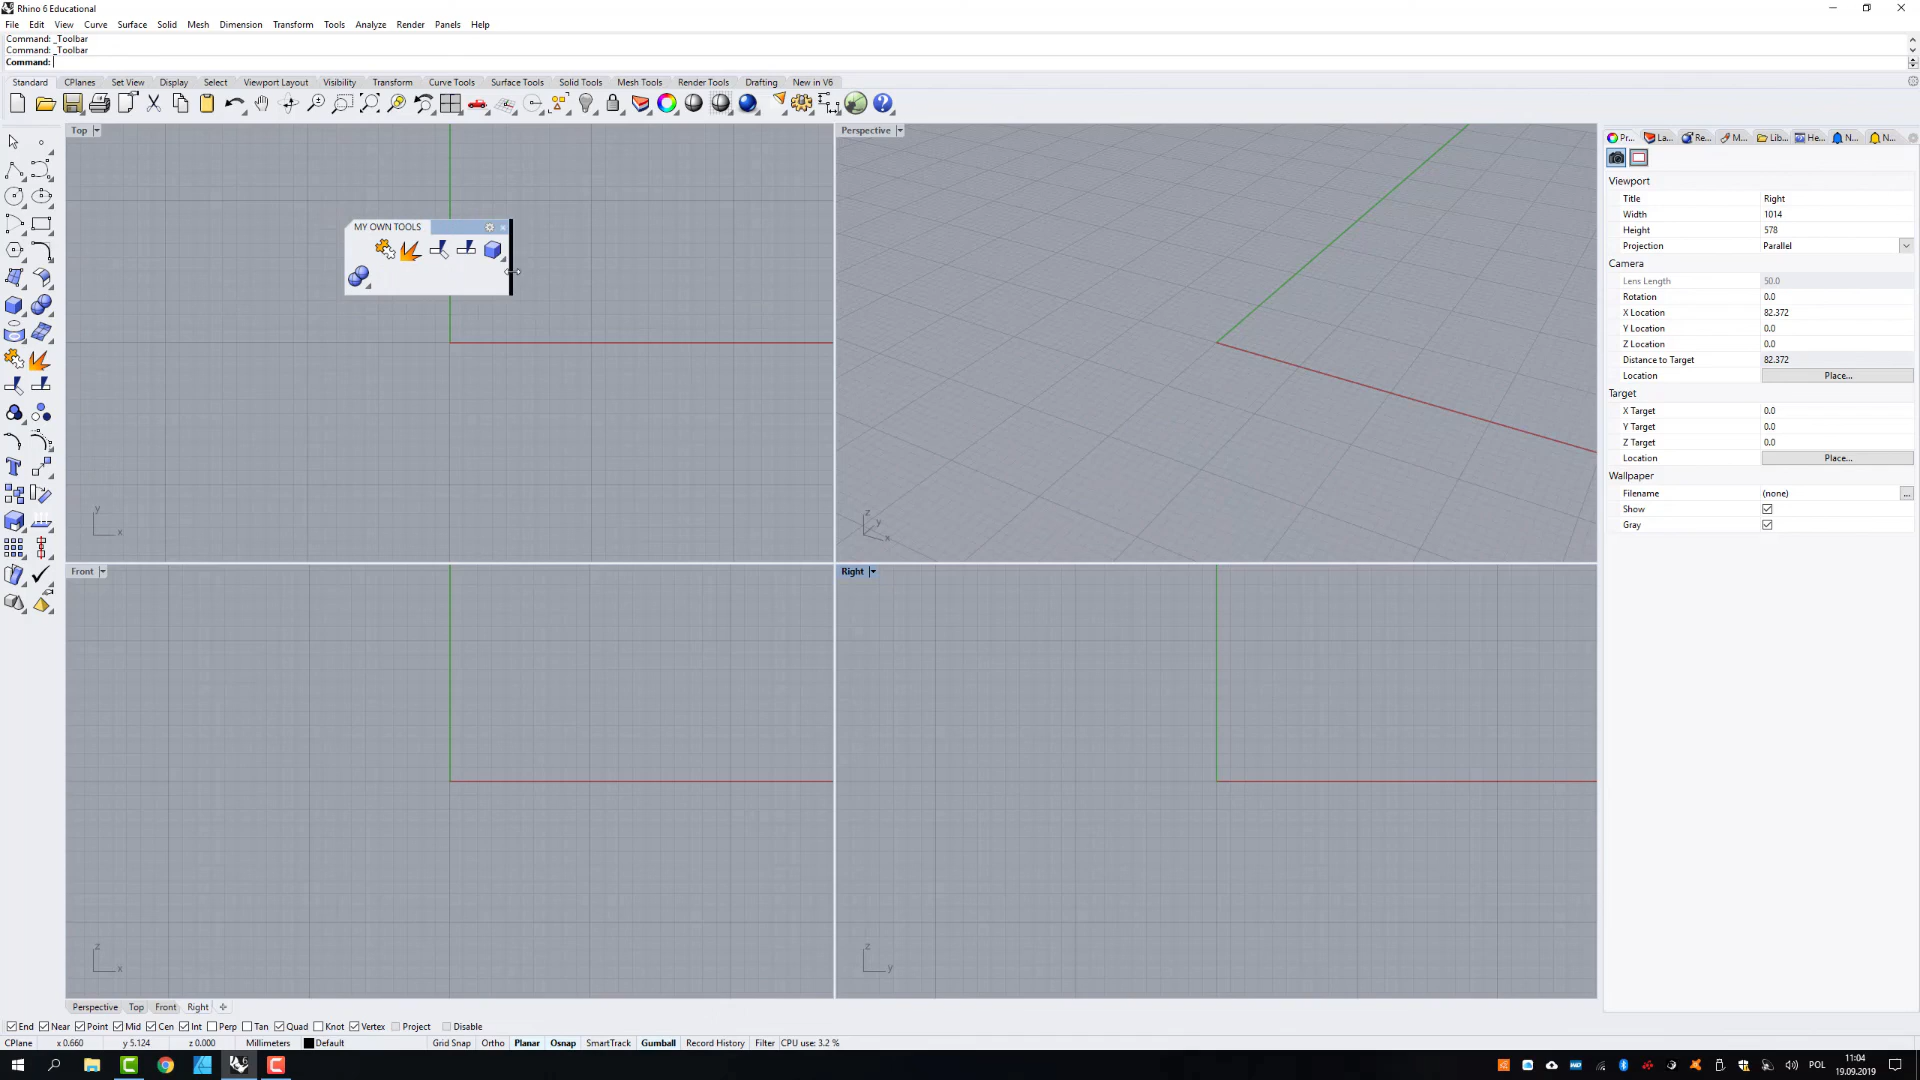 Rhino 6 Educational
File Edit View Curve Surface Solid Mesh Dimension Transform Tools Analyze Render Panels Help
Command: _Toolbar
Command: _Toolbar
Command:
Standard CPlanes Set View Display Select Viewport Layout Visibility Transform Curve Tools Surface Tools Solid Tools Mesh Tools Render Tools Drafting New in V6
Top
Perspective
Pr... La... Re... M... Lib... He... N... N...
Viewport
Title Right
Width 1014
Height 578
Projection Parallel
Camera
Lens Length 50.0
Rotation 0.0
X Location 82.372
Y Location 0.0
Z Location 0.0
Distance to Target 82.372
Location Place...
Target
X Target 0.0
Y Target 0.0
Z Target 0.0
Location Place...
Wallpaper
Filename (none) ...
Show
Gray
MY OWN TOOLS
y
x
z
y
x
Front
Right
z
x
z
y
Perspective Top Front Right
End Near Point Mid Cen Int Perp Tan Quad Knot Vertex Project Disable
CPlane x 0.660 y 5.124 z 0.000 Millimeters Default Grid Snap Ortho Planar Osnap SmartTrack Gumball Record History Filter CPU use: 3.2 %
POL
11:04
19.09.2019